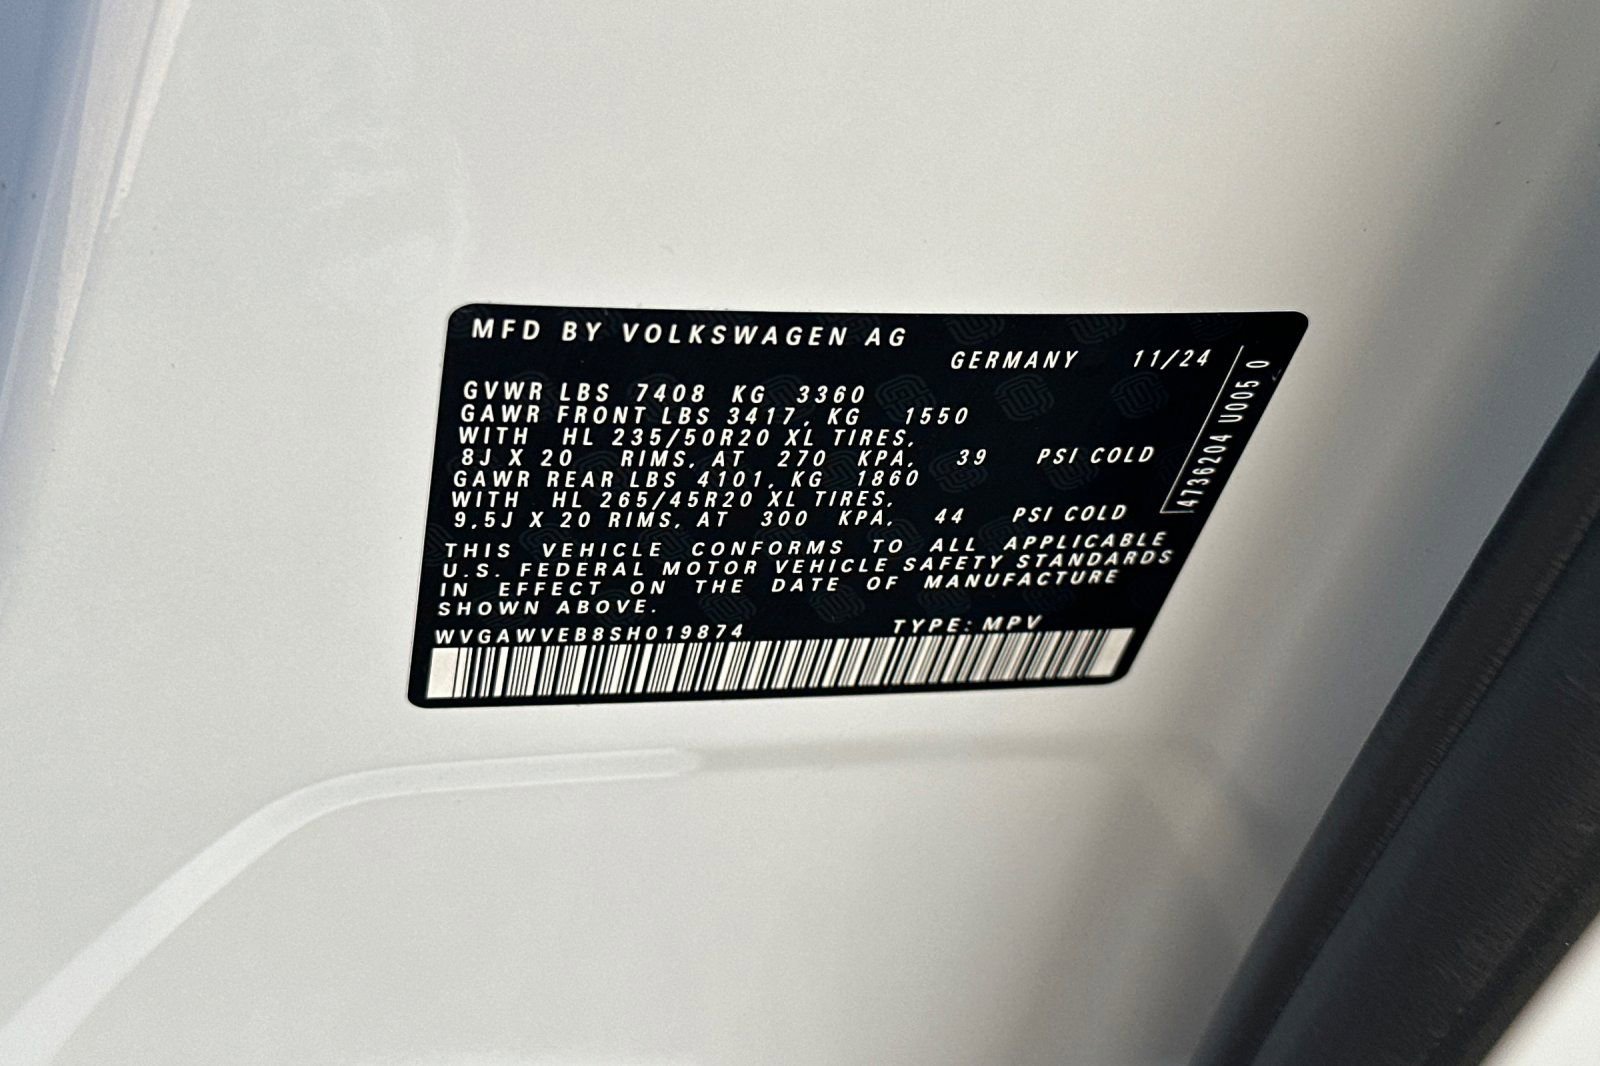 MFD BY VOLKSWAGEN AG
GERMANY 11/24
GVWR LBS 7408 KG 3360
GAWR FRONT LBS 3417, KG 1550
WITH HL 235/50R20 XL TIRES,
8J X 20 RIMS, AT 270 KPA, 39 PSI COLD
GAWR REAR LBS 4101, KG 1860
WITH HL 265/45R20 XL TIRES,
9,5J X 20 RIMS, AT 300 KPA, 44 PSI COLD
THIS VEHICLE CONFORMS TO ALL APPLICABLE
U.S. FEDERAL MOTOR VEHICLE SAFETY STANDARDS
IN EFFECT ON THE DATE OF MANUFACTURE
SHOWN ABOVE.
WVGAWVEB8SH019874 TYPE: MPV
4736204 U005 0